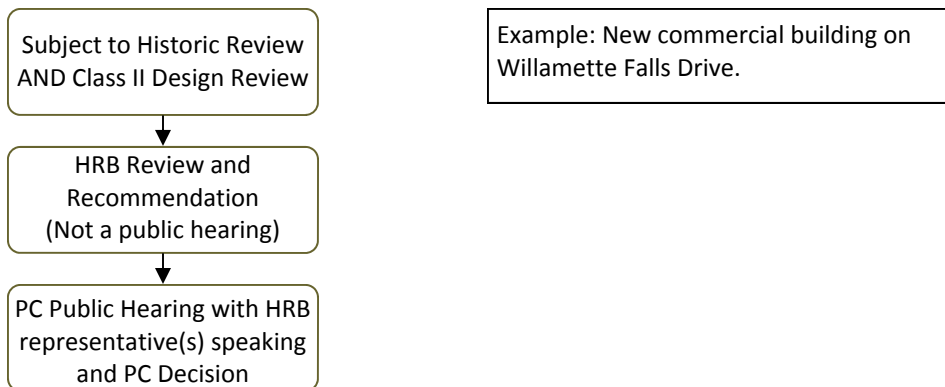 Subject to Historic Review
AND Class II Design Review
Example: New commercial building on
Willamette Falls Drive.
HRB Review and
Recommendation
(Not a public hearing)
PC Public Hearing with HRB
representative(s) speaking
and PC Decision